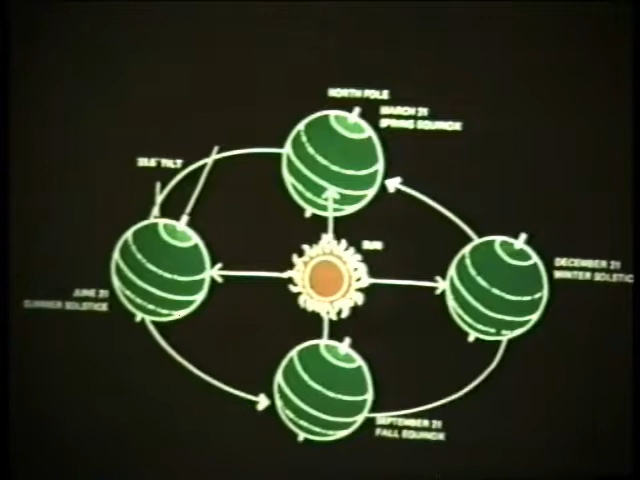 NORTH POLE
MARCH 21
SPRING EQUINOX
23.5° TILT
SUN
DECEMBER 21
WINTER SOLSTIC
JUNE 21
SUMMER SOLSTICE
SEPTEMBER 21
FALL EQUINOX